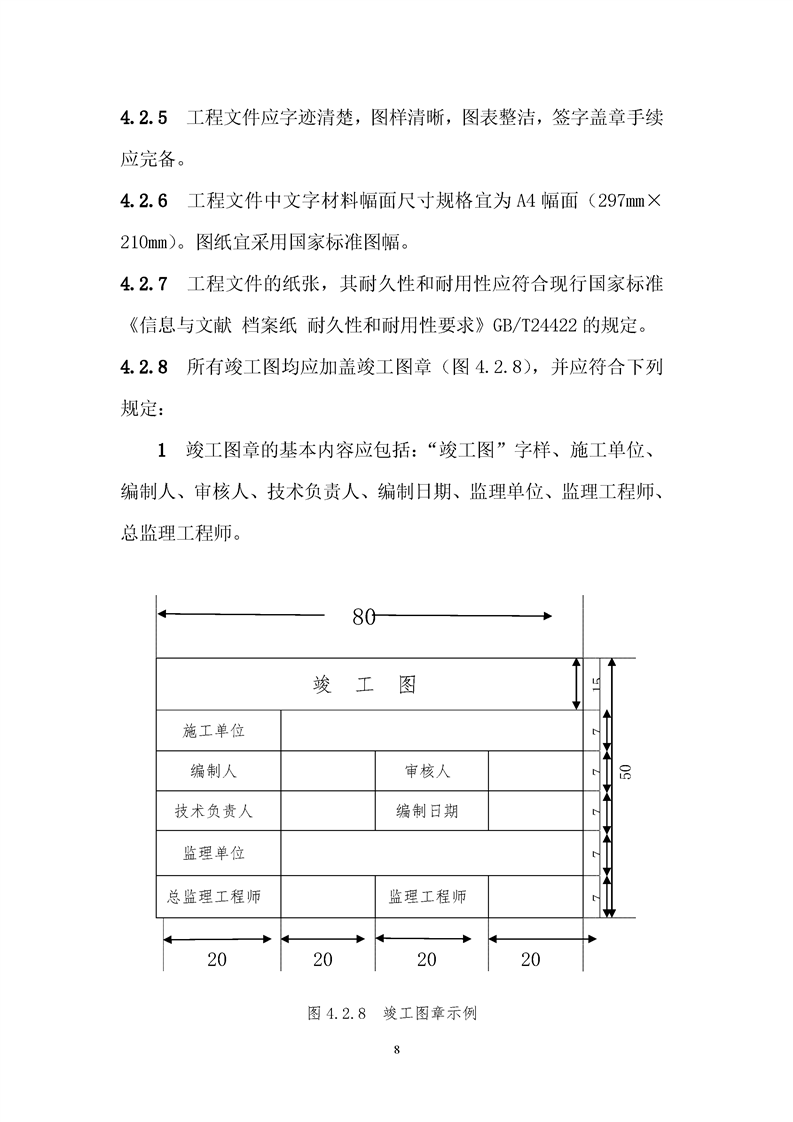 4.2.5 工程文件应字迹清楚，图样清晰，图表整洁，签字盖章手续
应完备。
4.2.6 工程文件中文字材料幅面尺寸规格宜为 A4 幅面（297mm×
210mm）。图纸宜采用国家标准图幅。
4.2.7 工程文件的纸张，其耐久性和耐用性应符合现行国家标准
《信息与文献 档案纸 耐久性和耐用性要求》GB/T24422 的规定。
4.2.8 所有竣工图均应加盖竣工图章（图 4.2.8），并应符合下列
规定：
1 竣工图章的基本内容应包括：“竣工图”字样、施工单位、
编制人、审核人、技术负责人、编制日期、监理单位、监理工程师、
总监理工程师。
80
竣 工 图 15
施工单位 7
编制人 审核人 7
50
技术负责人 编制日期 7
监理单位 7
总监理工程师 监理工程师 7
20 20 20 20
图 4.2.8 竣工图章示例
8